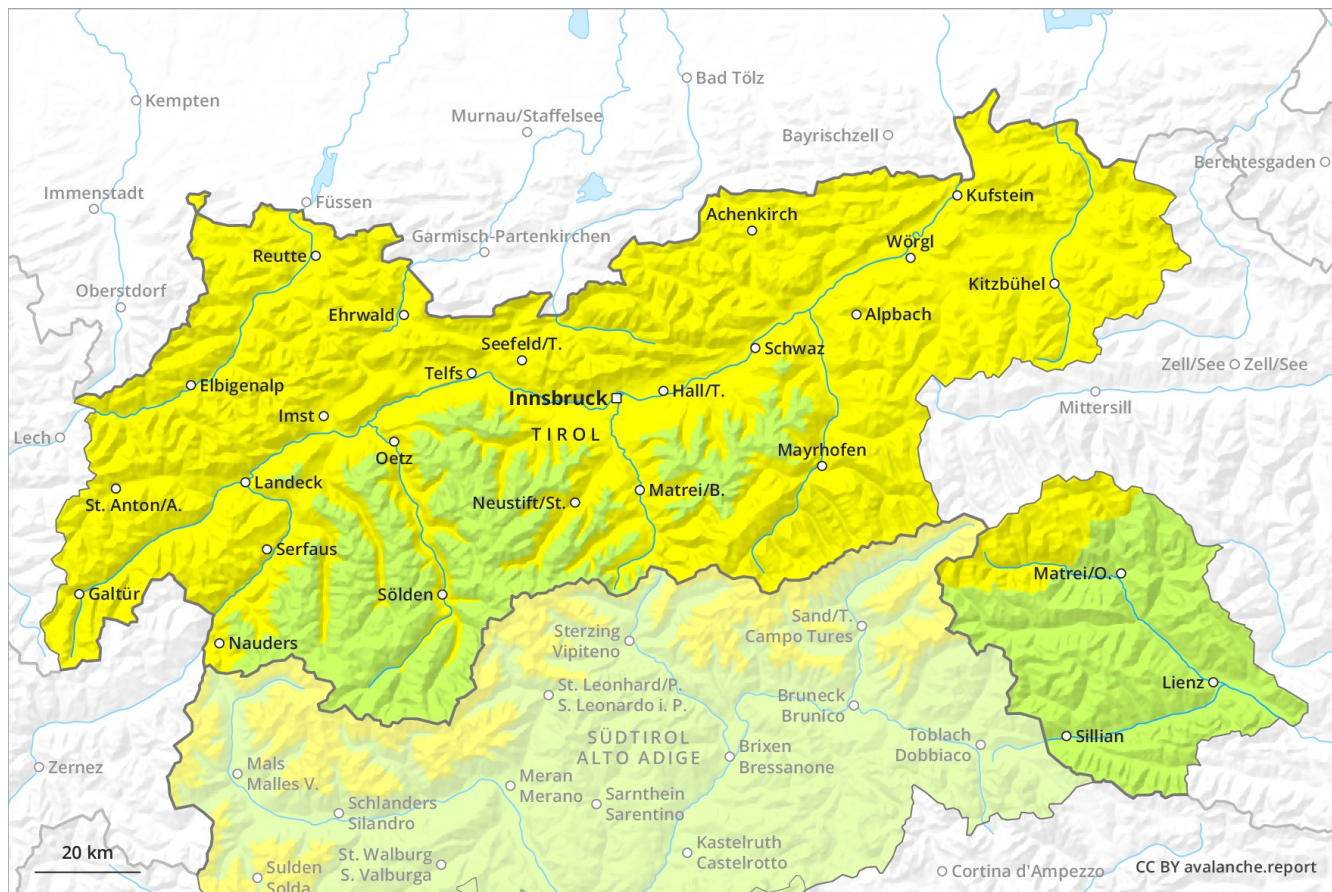 Kempten
Bad Tölz
Murnau/Staffelsee
Bayrischzell
Berchtesgaden
Immenstadt
Füssen
Kufstein
Achenkirch
Garmisch-Partenkirchen
Reutte
Wörgl
Oberstdorf
Kitzbühel
Ehrwald
Alpbach
Seefeld/T.
Schwaz
Telfs
Zell/See
Zell/See
Elbigenalp
Hall/T.
Innsbruck
Mittersill
Imst
Lech
TIROL
Oetz
Mayrhofen
Landeck
St. Anton/A.
Neustift/St.
Matrei/B.
Serfaus
Matrei/O.
Galtür
Sölden
Sand/T.
Campo Tures
Sterzing
Vipiteno
Nauders
Lienz
St. Leonhard/P.
S. Leonardo i. P.
Bruneck
Brunico
SÜDTIROL
ALTO ADIGE
Toblach
Dobbiaco
Sillian
Brixen
Bressanone
Zernez
Mals
Malles V.
Meran
Merano
Sarnthein
Sarentino
Schlanders
Silandro
Kastelruth
Castelrotto
20 km
St. Walburg
S. Valburga
Sulden
Solda
Cortina d'Ampezzo
CC BY avalanche.report